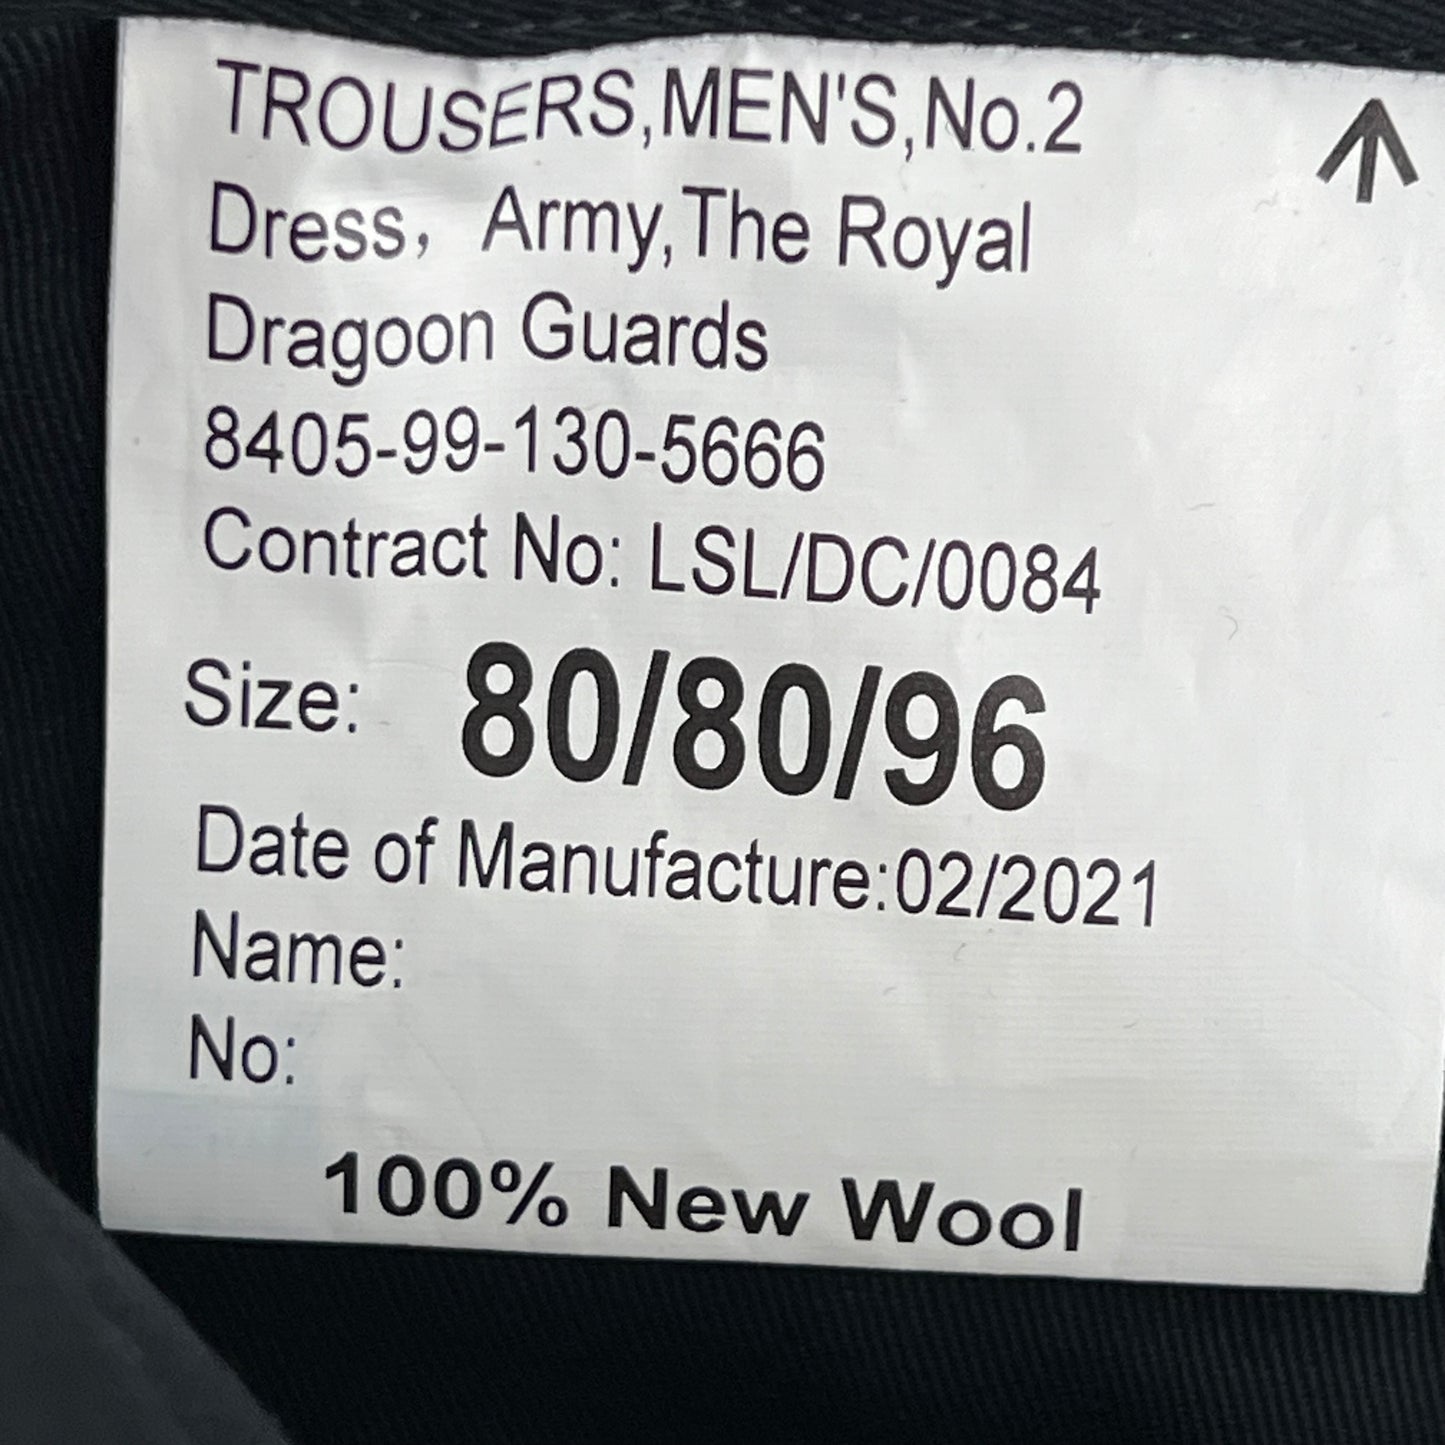 TROUSERS,MEN'S,No.2
Dress, Army,The Royal
Dragoon Guards
8405-99-130-5666
Contract No: LSL/DC/0084
Size: 80/80/96
Date of Manufacture:02/2021
Name:
No:
100% New Wool